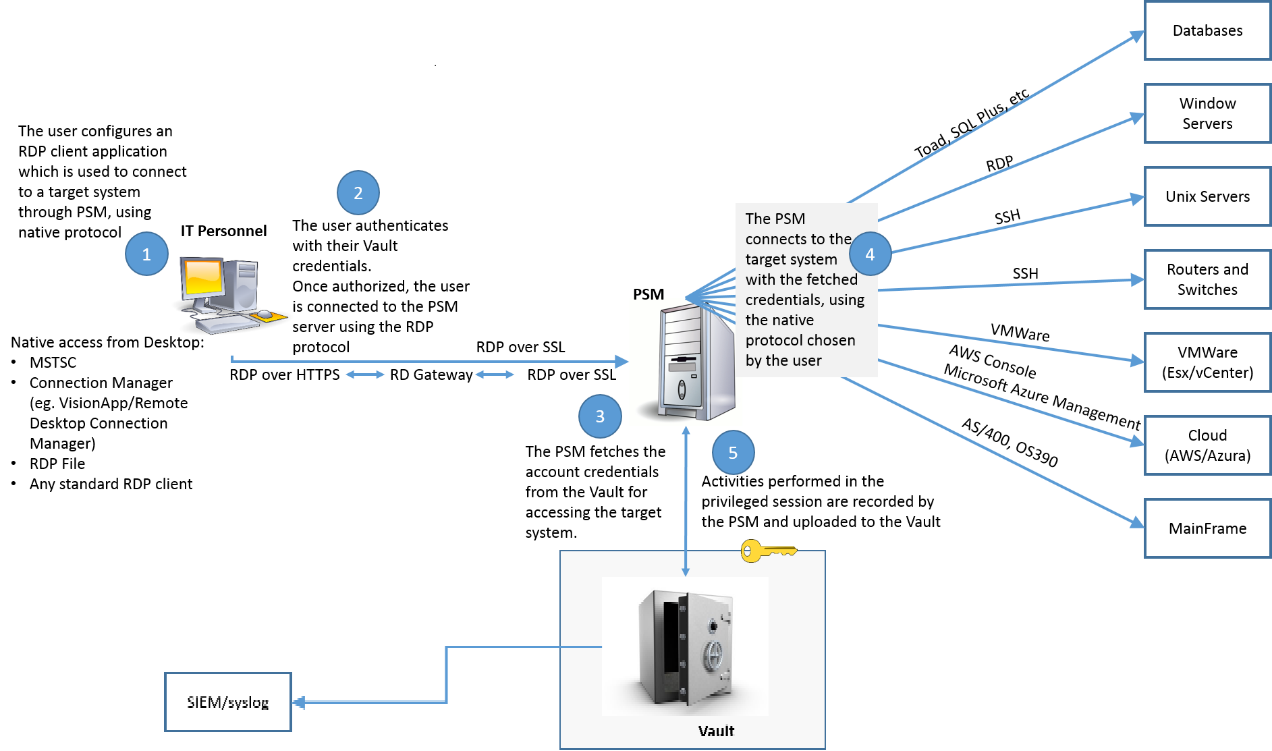 The user configures an
RDP client application
which is used to connect
to a target system
through PSM, using
native protocol
1
IT Personnel
2
The user authenticates
with their Vault
credentials.
Once authorized, the user
is connected to the PSM
server using the RDP
protocol
Native access from Desktop:
• MSTSC
• Connection Manager
(eg. VisionApp/Remote
Desktop Connection
Manager)
• RDP File
• Any standard RDP client
RDP over SSL
RDP over HTTPS
RD Gateway
RDP over SSL
PSM
3
The PSM fetches the
account credentials
from the Vault for
accessing the target
system.
4
The PSM
connects to the
target system
with the fetched
credentials, using
the native
protocol chosen
by the user
5
Activities performed in the
privileged session are recorded by
the PSM and uploaded to the Vault
Toad, SQL Plus, etc
Databases
RDP
Window
Servers
SSH
Unix Servers
SSH
Routers and
Switches
VMWare
VMWare
(Esx/vCenter)
AWS Console
Microsoft Azure Management
Cloud
(AWS/Azura)
AS/400, OS390
MainFrame
Vault
SIEM/syslog